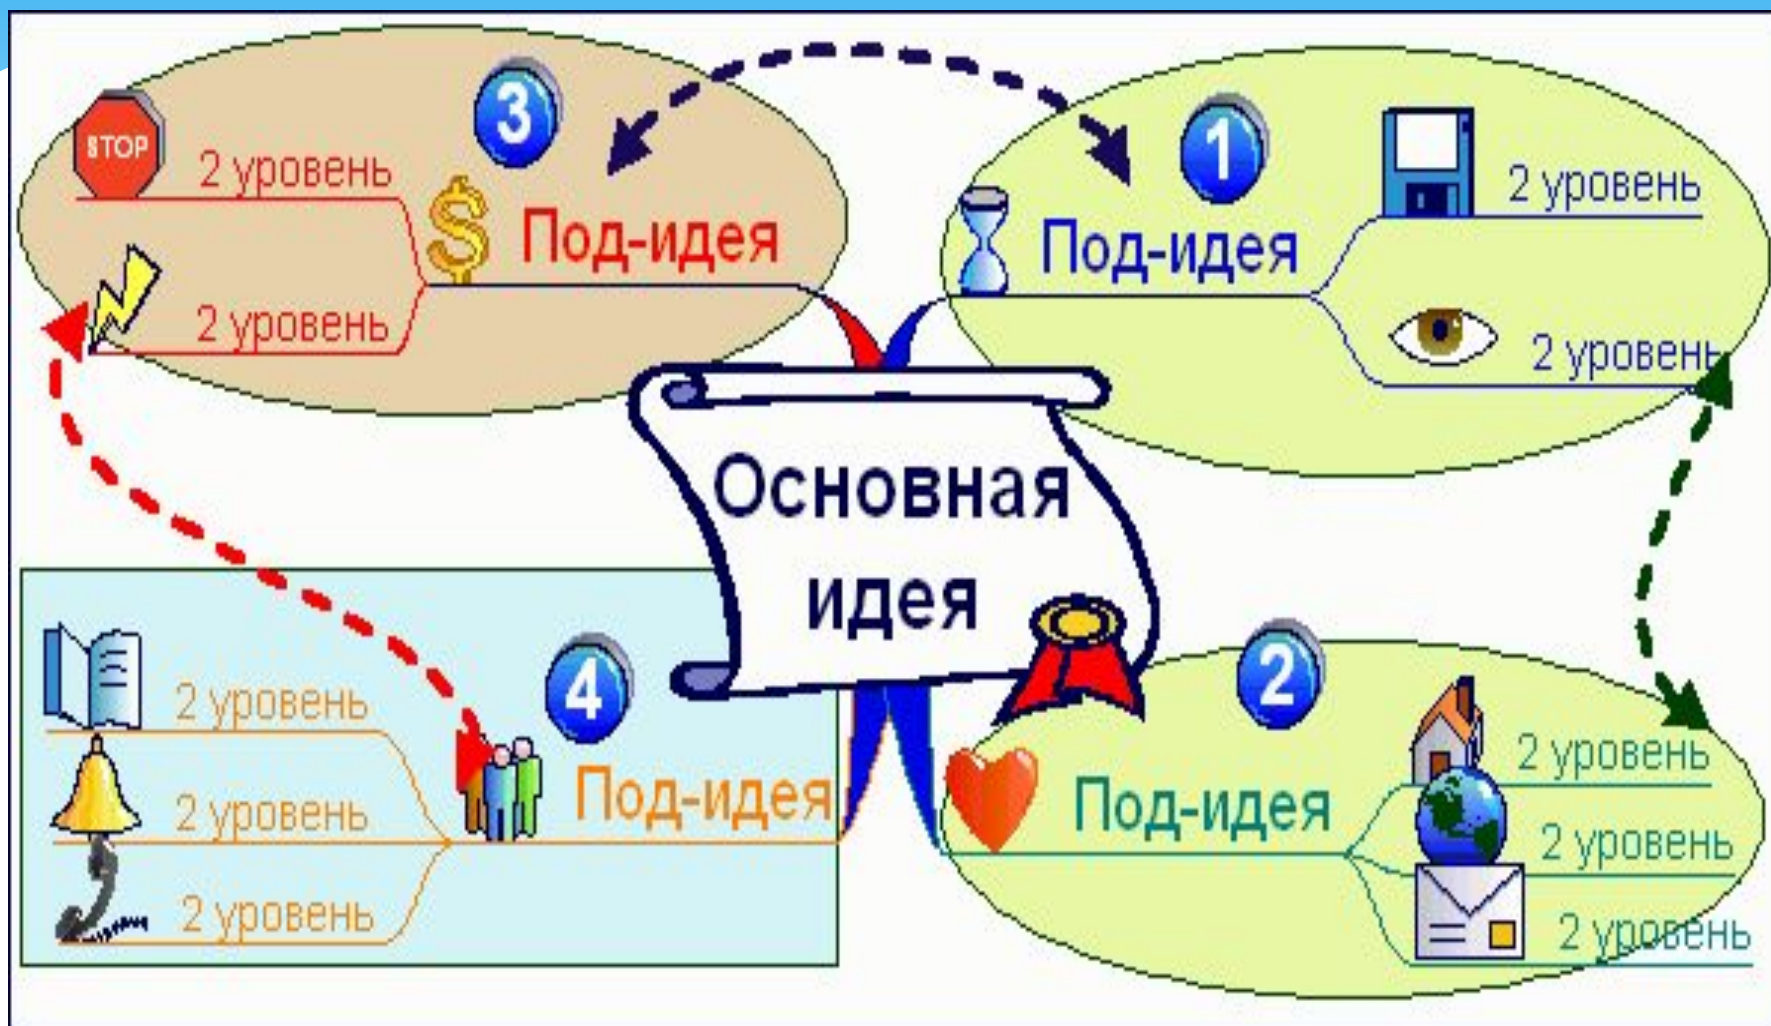 3
STOP
2 уровень
Под-идея
2 уровень
1
2 уровень
Под-идея
2 уровень
Основная
идея
4
2 уровень
Под-идея
2 уровень
2 уровень
2
2 уровень
Под-идея
2 уровень
2 уровень